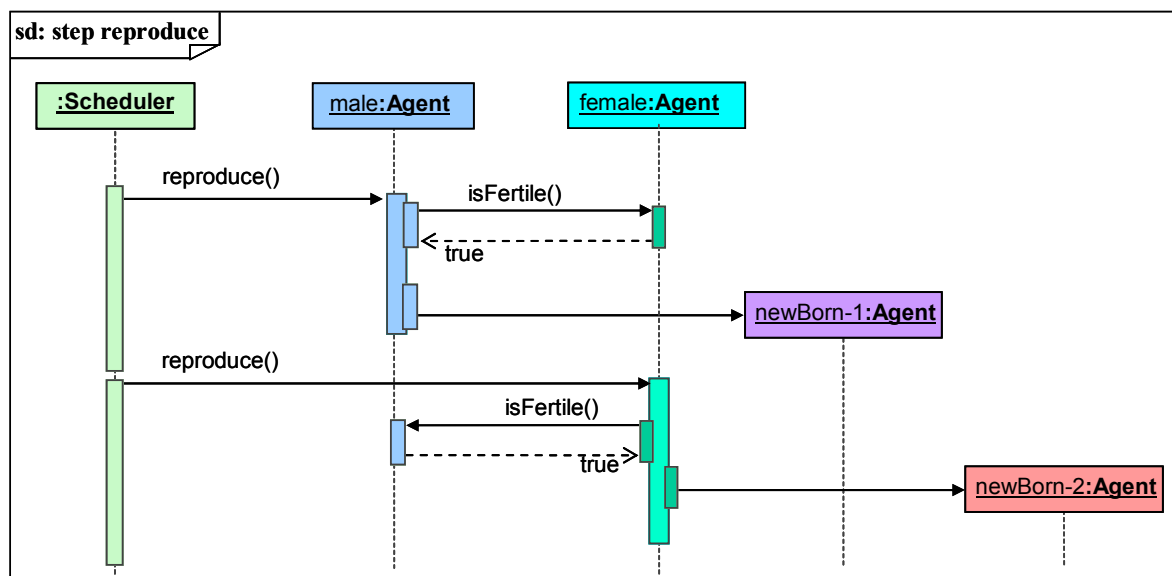 sd: step reproduce
:Scheduler
male:Agent
female:Agent
reproduce()
isFertile()
true
newBorn-1:Agent
reproduce()
isFertile()
true
newBorn-2:Agent